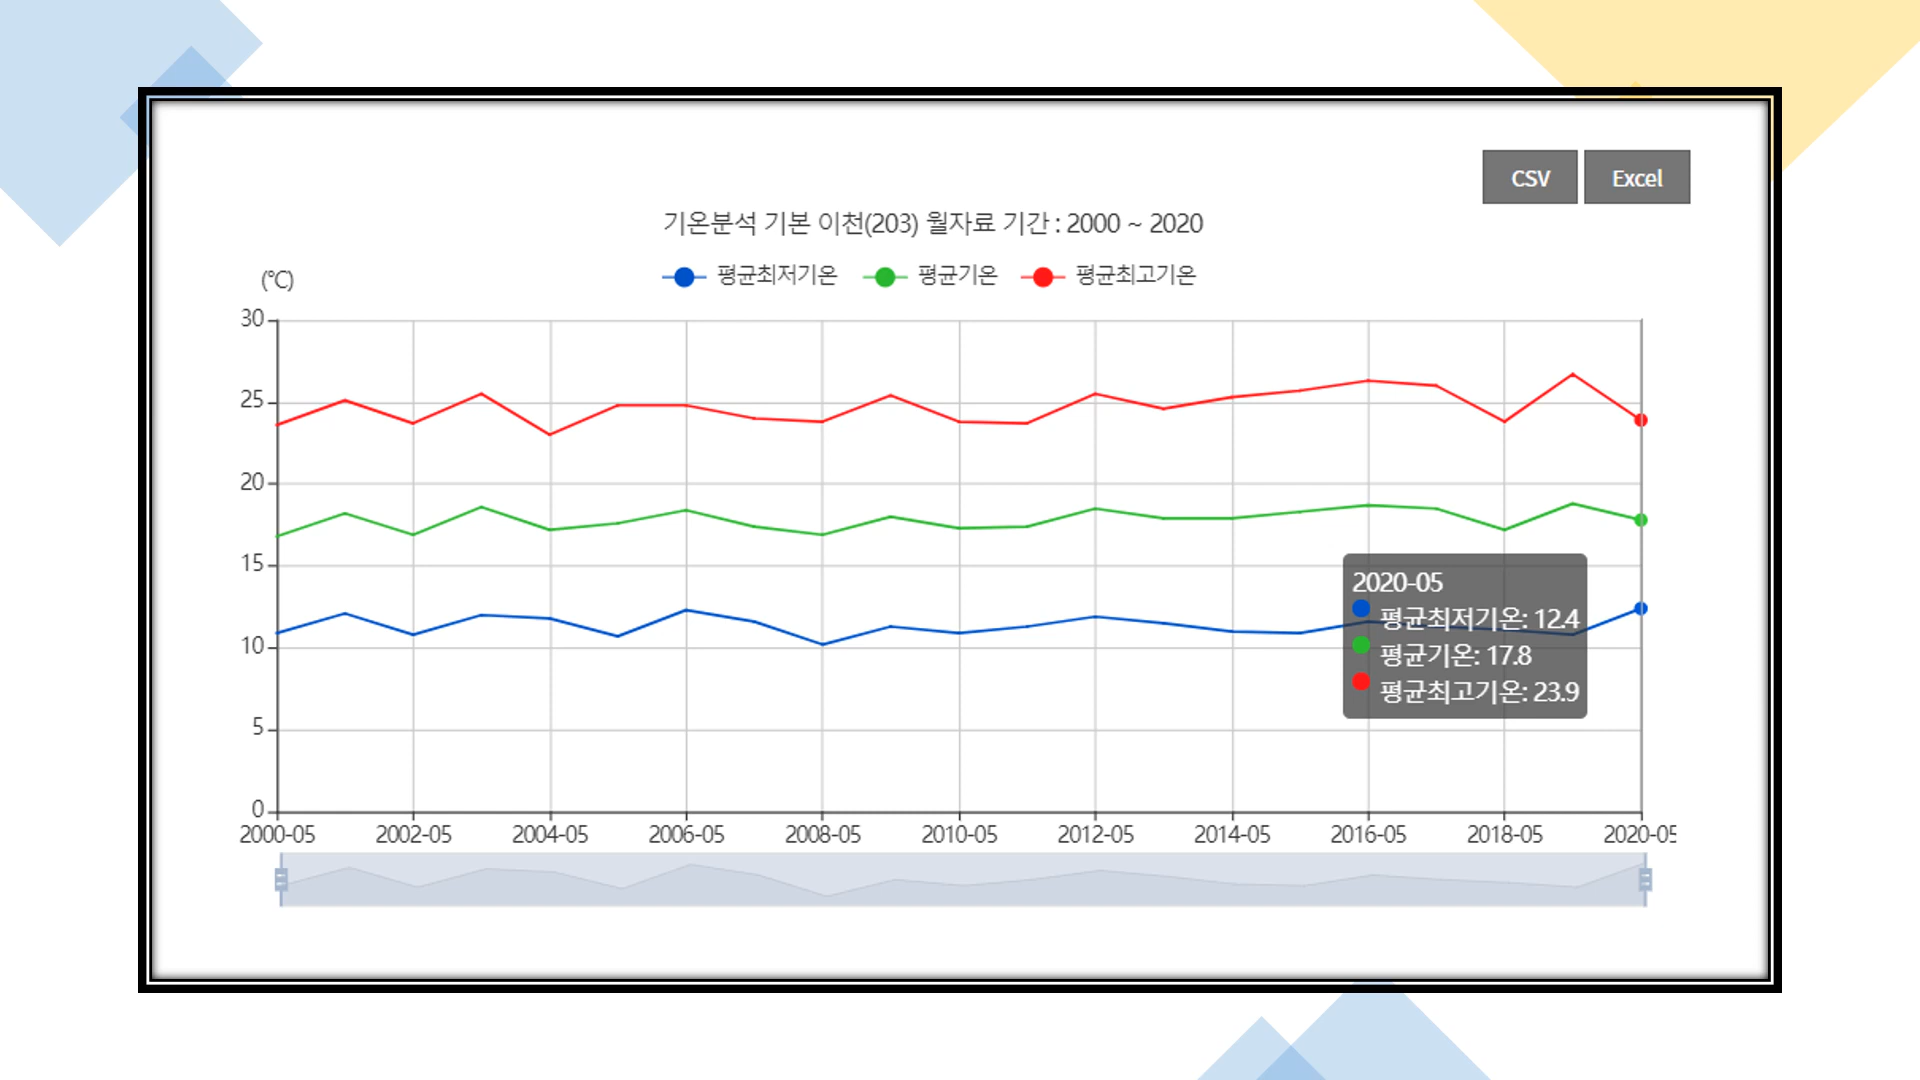 CSV Excel
기온분석 기본 이천(203) 월자료 기간 : 2000 ~ 2020
(℃)
평균최저기온 평균기온 평균최고기온
30
25
20
15
10
5
0
2020-05
평균최저기온: 12.4
평균기온: 17.8
평균최고기온: 23.9
2000-05 2002-05 2004-05 2006-05 2008-05 2010-05 2012-05 2014-05 2016-05 2018-05 2020-05